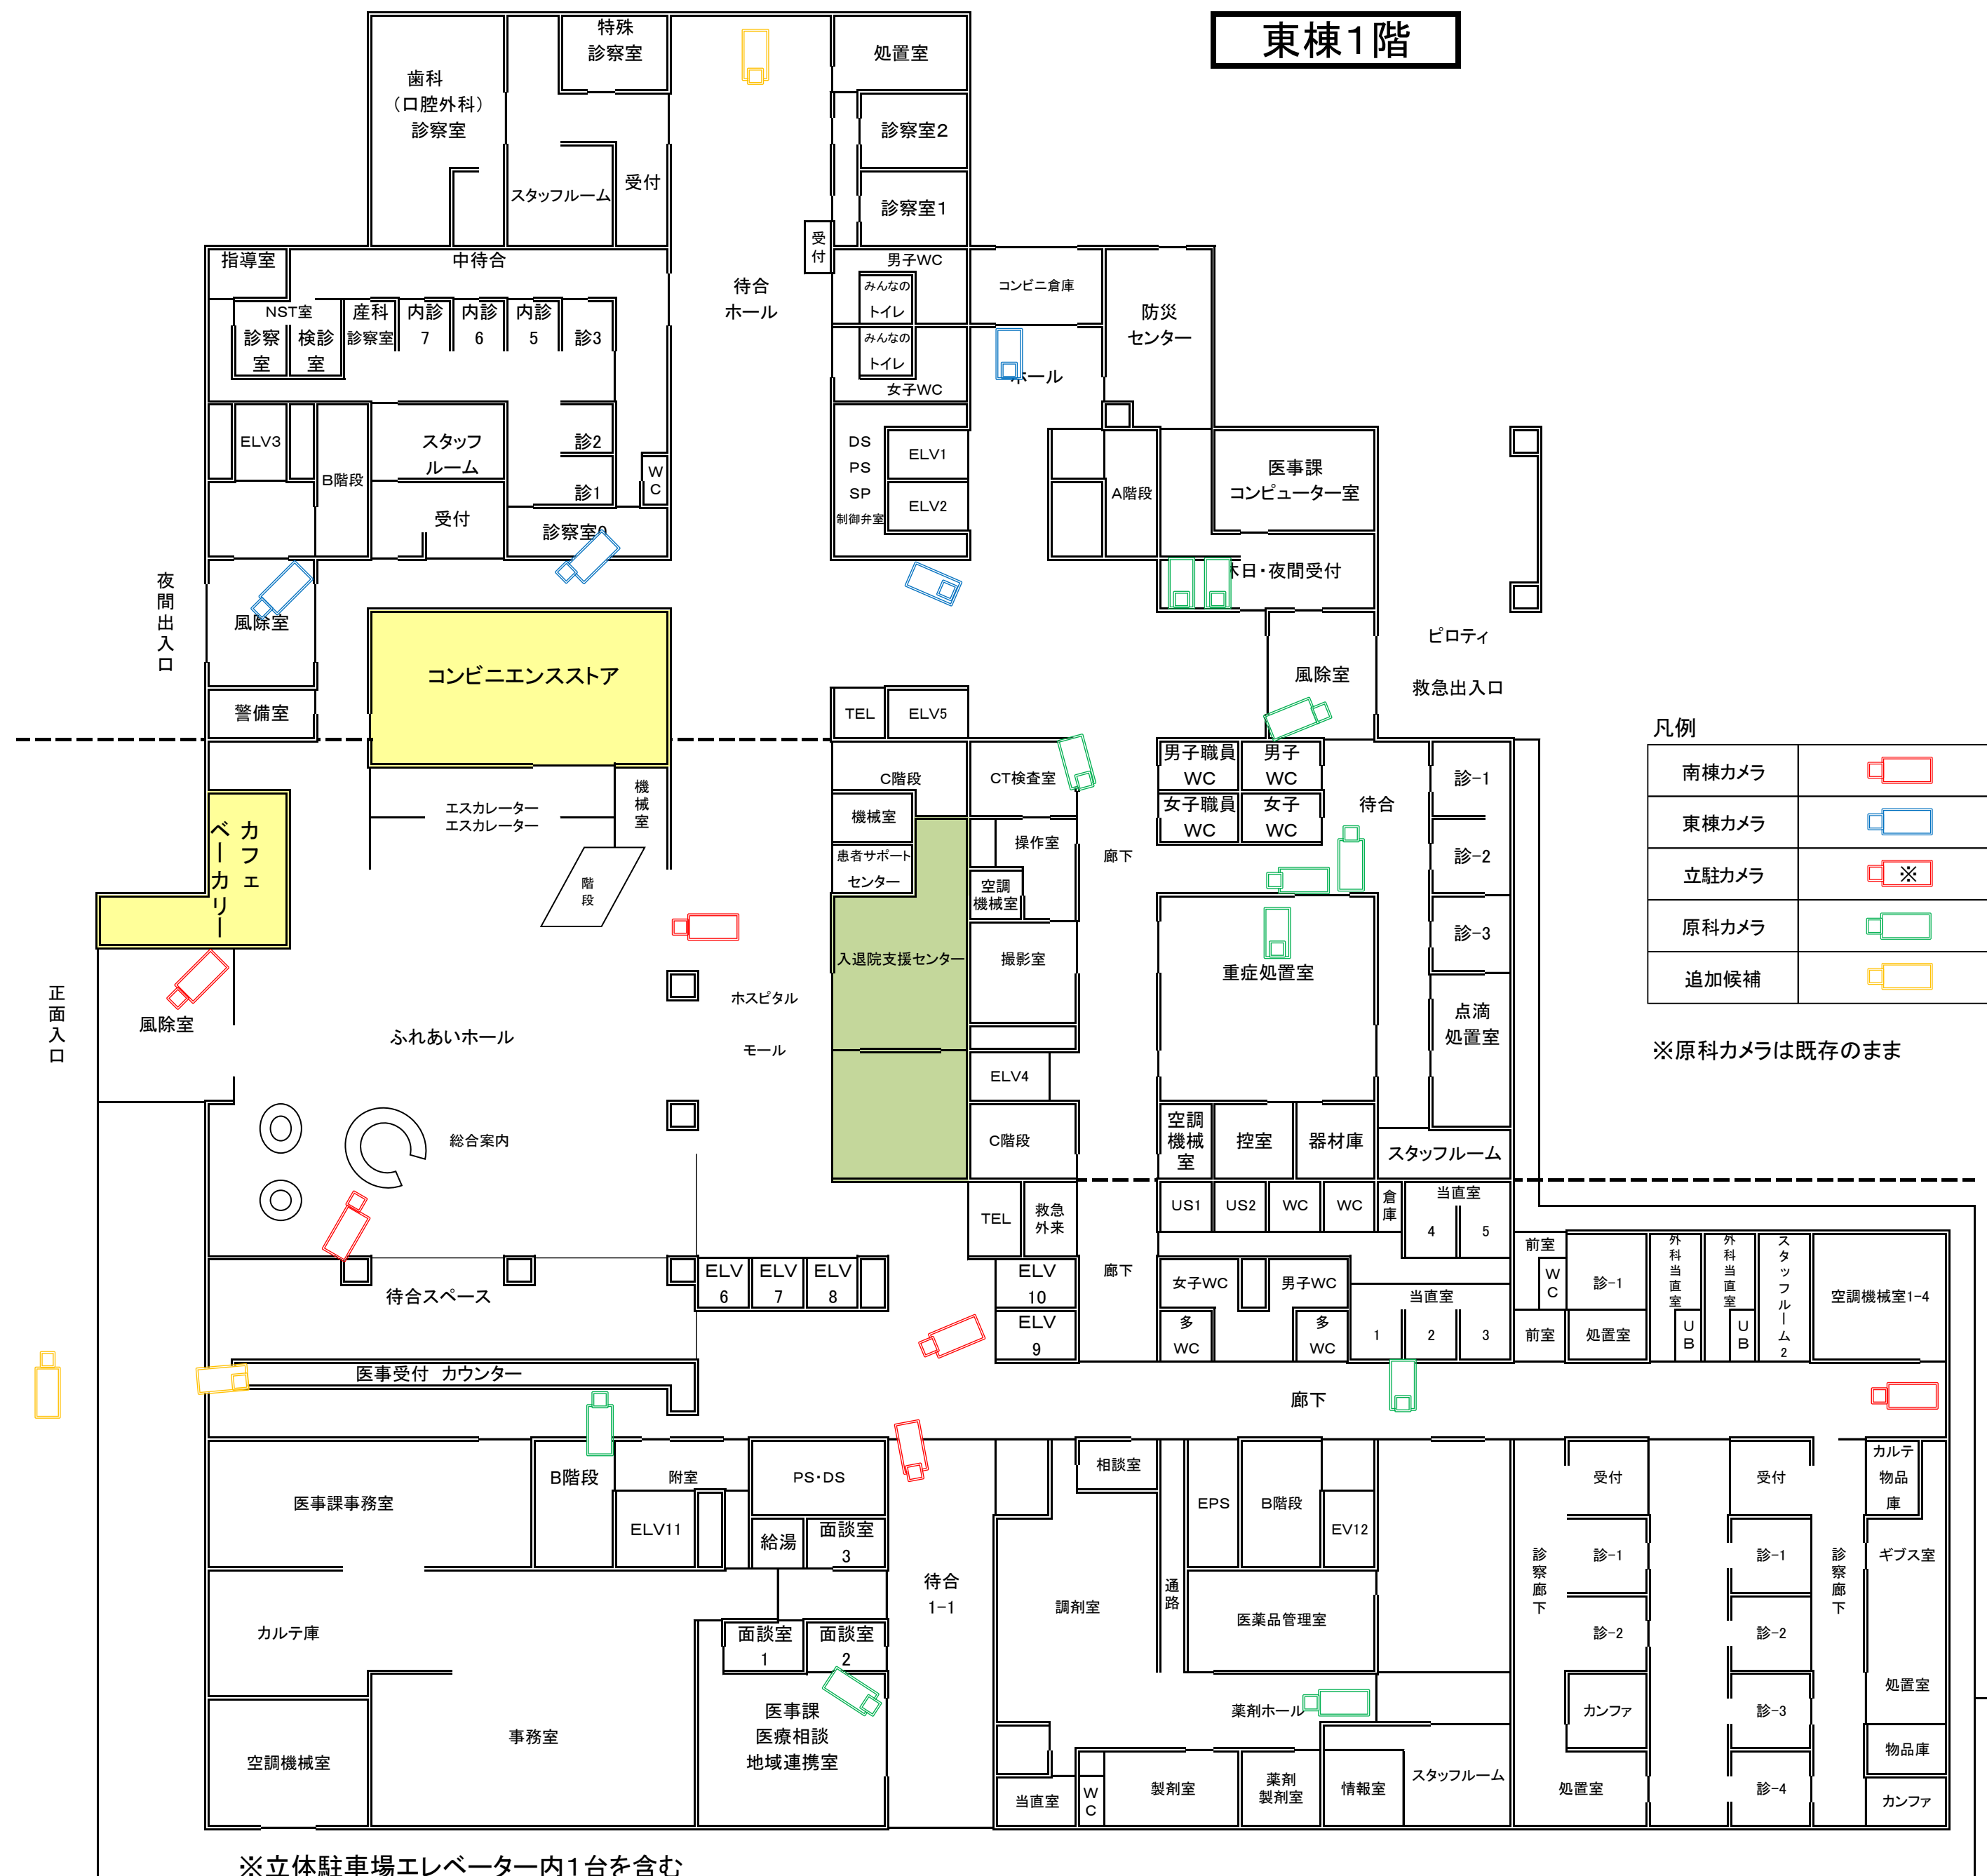 東棟１階
特殊
診察室
処置室
歯科
（口腔外科）
診察室
診察室２
スタッフルーム
受付
診察室１
受
付
指導室
中待合
男子WC
みんなの
トイレ
コンビニ倉庫
待合
ホール
防災
センター
NST室
産科
診察室
内診
7
内診
6
内診
5
診3
診察
室
検診
室
みんなの
トイレ
女子WC
ホール
ELV3
B階段
スタッフ
ルーム
診2
診1
W
C
DS
PS
SP
制御弁室
ELV1
ELV2
A階段
医事課
コンピューター室
受付
診察室
休日・夜間受付
夜
間
出
入
口
風除室
コンビニエンスストア
ピロティ
風除室
救急出入口
警備室
TEL
ELV5
凡例
南棟カメラ
東棟カメラ
立駐カメラ
※
原科カメラ
追加候補
※原科カメラは既存のまま
C階段
CT検査室
男子職員
WC
男子
WC
女子職員
WC
女子
WC
待合
診-1
診-2
診-3
エスカレーター
エスカレーター
機
械
室
機械室
患者サポート
センター
操作室
廊下
カフェ
ベーカリー
階
段
空調
機械室
入退院支援センター
撮影室
重症処置室
点滴
処置室
正
面
入
口
風除室
ふれあいホール
ホスピタル
モール
ELV4
総合案内
C階段
空調
機械
室
控室
器材庫
スタッフルーム
TEL
救急
外来
US1
US2
WC
WC
倉
庫
当直室
4
5
前室
W
C
診-1
外
科
当
直
室
外
科
当
直
室
ス
タ
ッ
フ
ル
ー
ム
2
空調機械室1-4
待合スペース
ELV
6
ELV
7
ELV
8
ELV
10
廊下
女子WC
男子WC
当直室
ELV
9
多
WC
多
WC
1
2
3
前室
処置室
U
B
U
B
医事受付　カウンター
廊下
医事課事務室
B階段
附室
PS・DS
相談室
受付
受付
カルテ
物品
庫
ELV11
EPS
B階段
EV12
給湯
面談室
3
待合
1-1
調剤室
通
路
医薬品管理室
診
察
廊
下
診-1
診-1
診
察
廊
下
ギブス室
カルテ庫
面談室
1
面談室
2
診-2
診-2
処置室
事務室
医事課
医療相談
地域連携室
薬剤ホール
カンファ
診-3
空調機械室
物品庫
当直室
W
C
製剤室
薬剤
製剤室
情報室
スタッフルーム
処置室
診-4
カンファ
※立体駐車場エレベーター内１台を含む